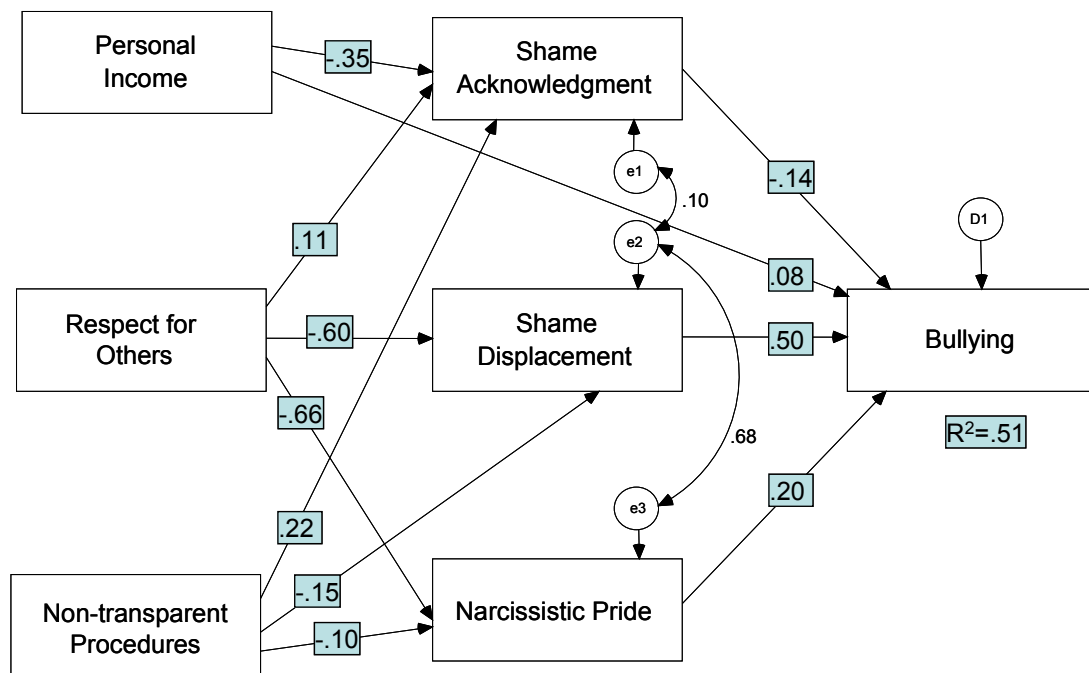 Personal
Income
-.35
Shame
Acknowledgment
e1
-.14
.10
.11
e2
D1
.08
Respect for
Others
-.60
Shame
Displacement
.50
Bullying
-.66
R²=.51
.68
.20
e3
.22
-.15
Non-transparent
Procedures
-.10
Narcissistic Pride